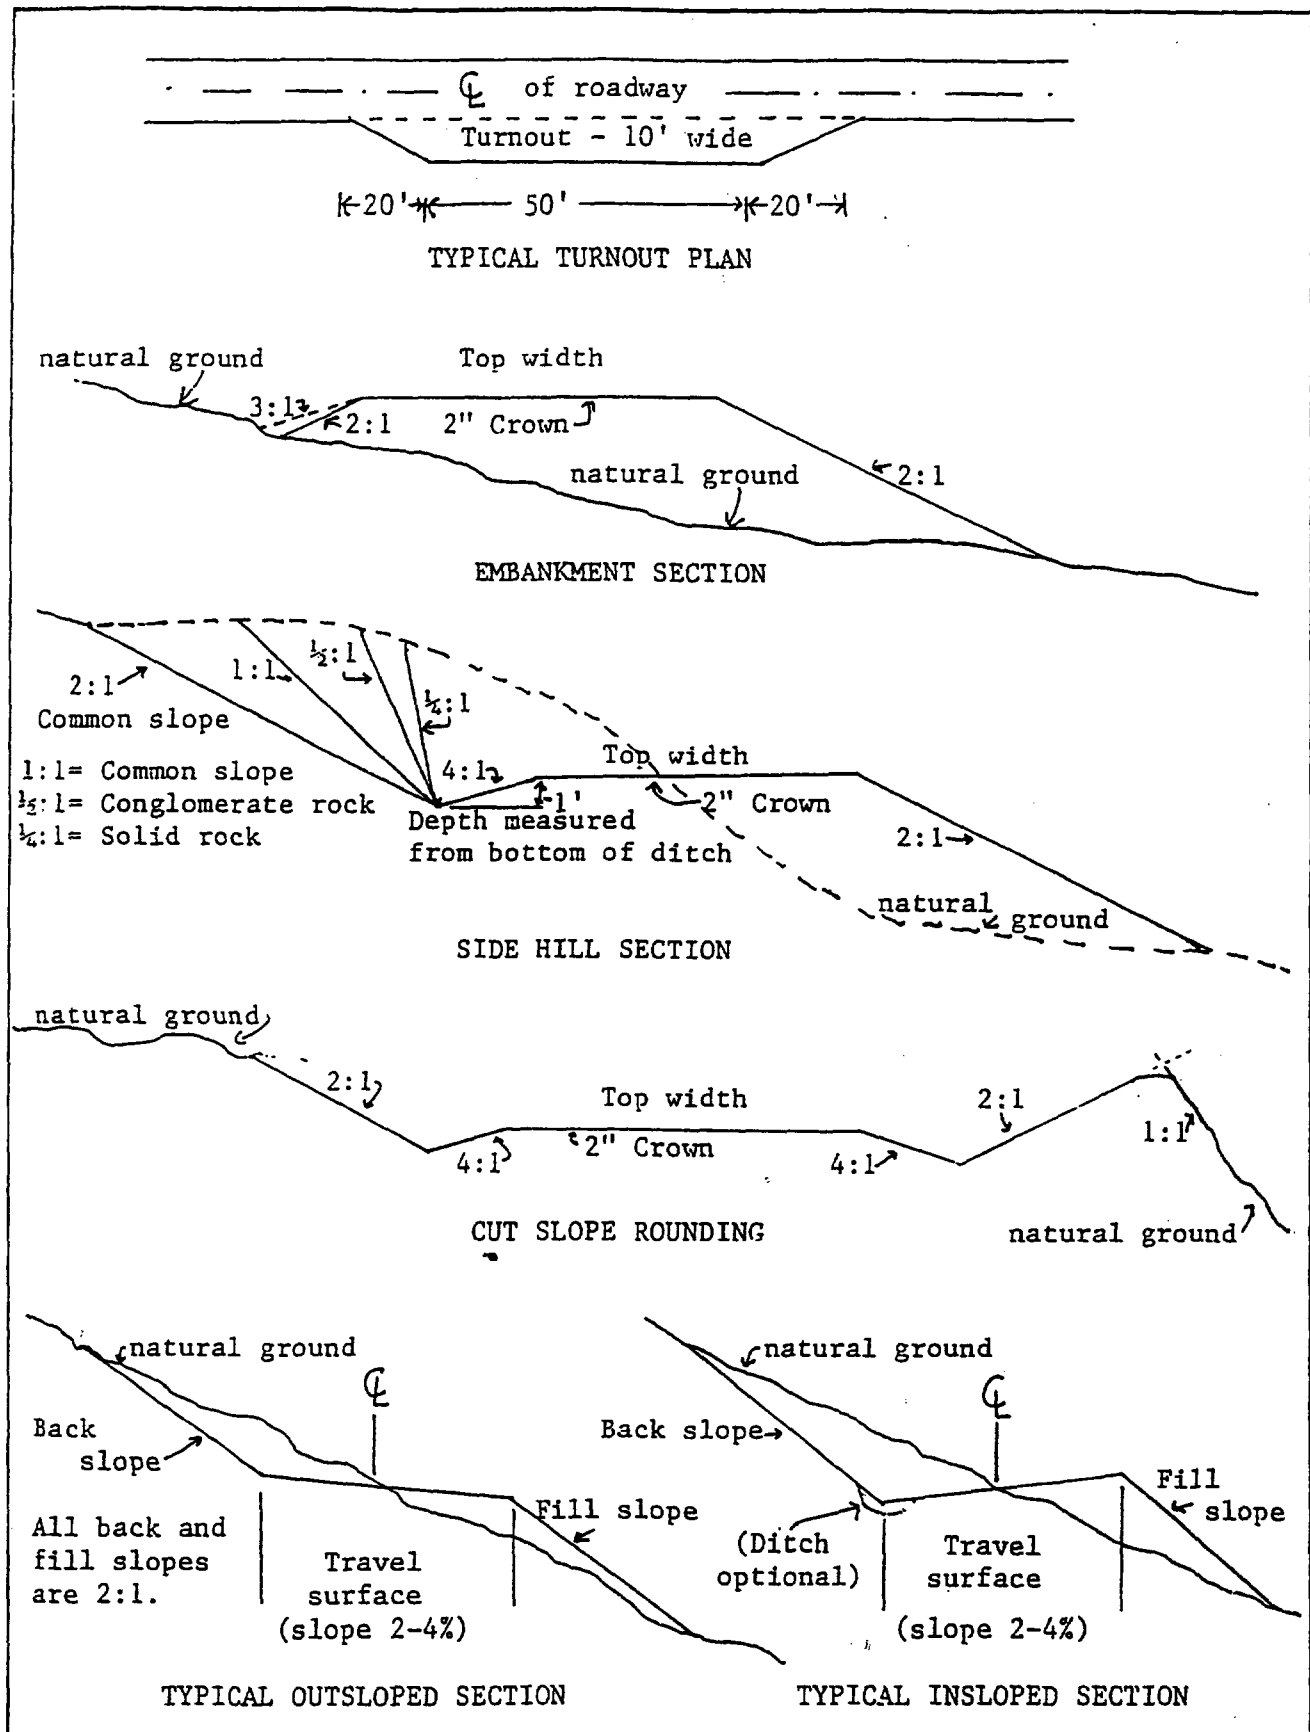 ℄ of roadway
Turnout - 10' wide
20' 50' 20'
TYPICAL TURNOUT PLAN
natural ground
Top width
3:1
2:1
2" Crown
natural ground
2:1
EMBANKMENT SECTION
2:1
Common slope
1:1
½:1
¼:1
1:1= Common slope
½:1= Conglomerate rock
¼:1= Solid rock
4:1
1'
Top width
2" Crown
Depth measured
from bottom of ditch
2:1
natural
ground
SIDE HILL SECTION
natural ground
2:1
4:1
Top width
2" Crown
4:1
2:1
1:1
natural ground
CUT SLOPE ROUNDING
natural ground
℄
Back
slope
Fill slope
All back and
fill slopes
are 2:1.
Travel
surface
(slope 2-4%)
TYPICAL OUTSLOPED SECTION
natural ground
℄
Back slope
Fill
slope
(Ditch
optional)
Travel
surface
(slope 2-4%)
TYPICAL INSLOPED SECTION